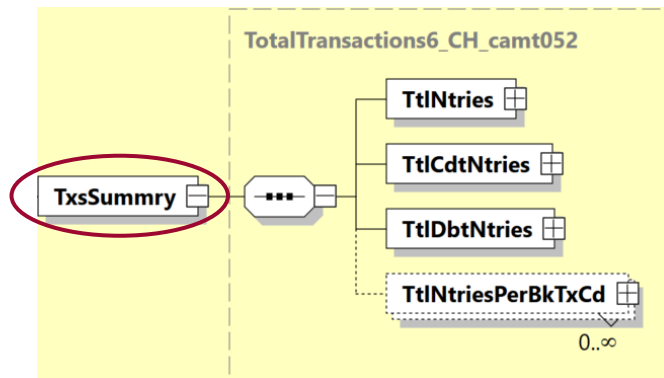 TotalTransactions6_CH_camt052
TtlNtries
TtlCdtNtries
TxsSummry
TtlDbtNtries
TtlNtriesPerBkTxCd
0..∞